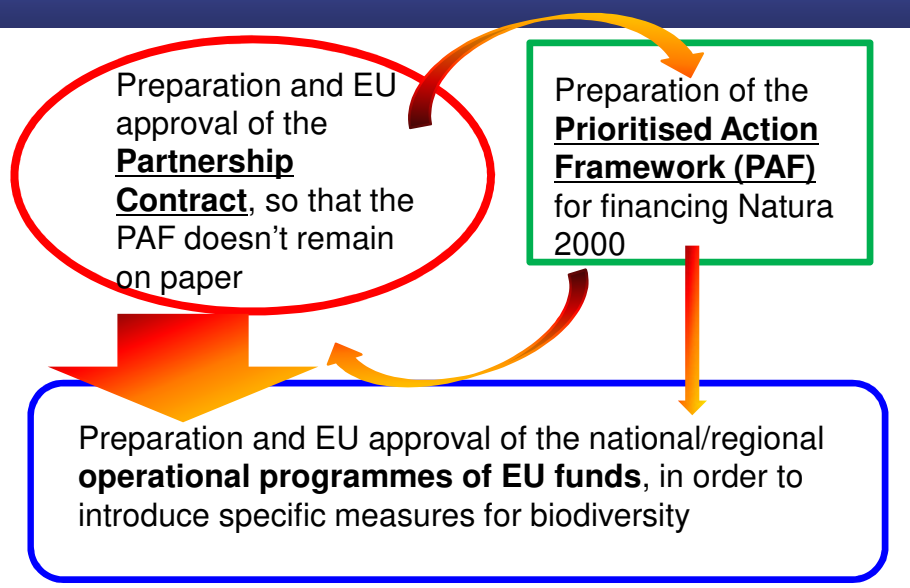 Preparation and EU
approval of the
Partnership
Contract, so that the
PAF doesn't remain
on paper
Preparation of the
Prioritised Action
Framework (PAF)
for financing Natura
2000
Preparation and EU approval of the national/regional
operational programmes of EU funds, in order to
introduce specific measures for biodiversity